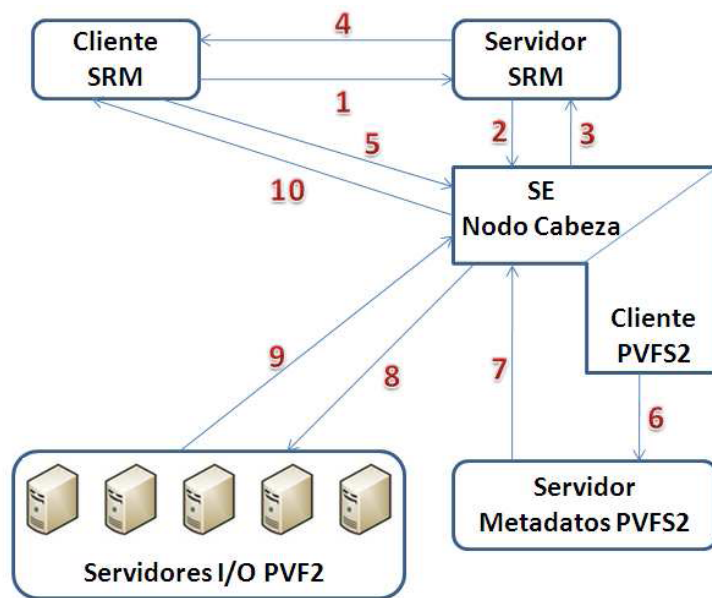 4
Cliente
SRM
Servidor
SRM
1
2
3
5
10
SE
Nodo Cabeza
Cliente
PVFS2
9
8
7
6
Servidor
Metadatos PVFS2
Servidores I/O PVF2